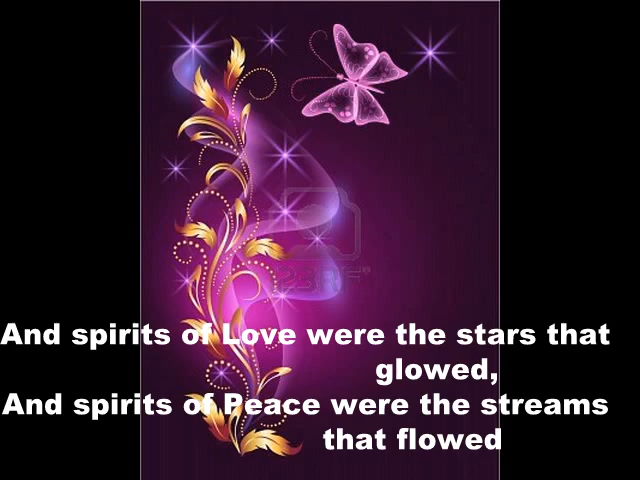 And spirits of Love were the stars that
glowed,
And spirits of Peace were the streams
that flowed